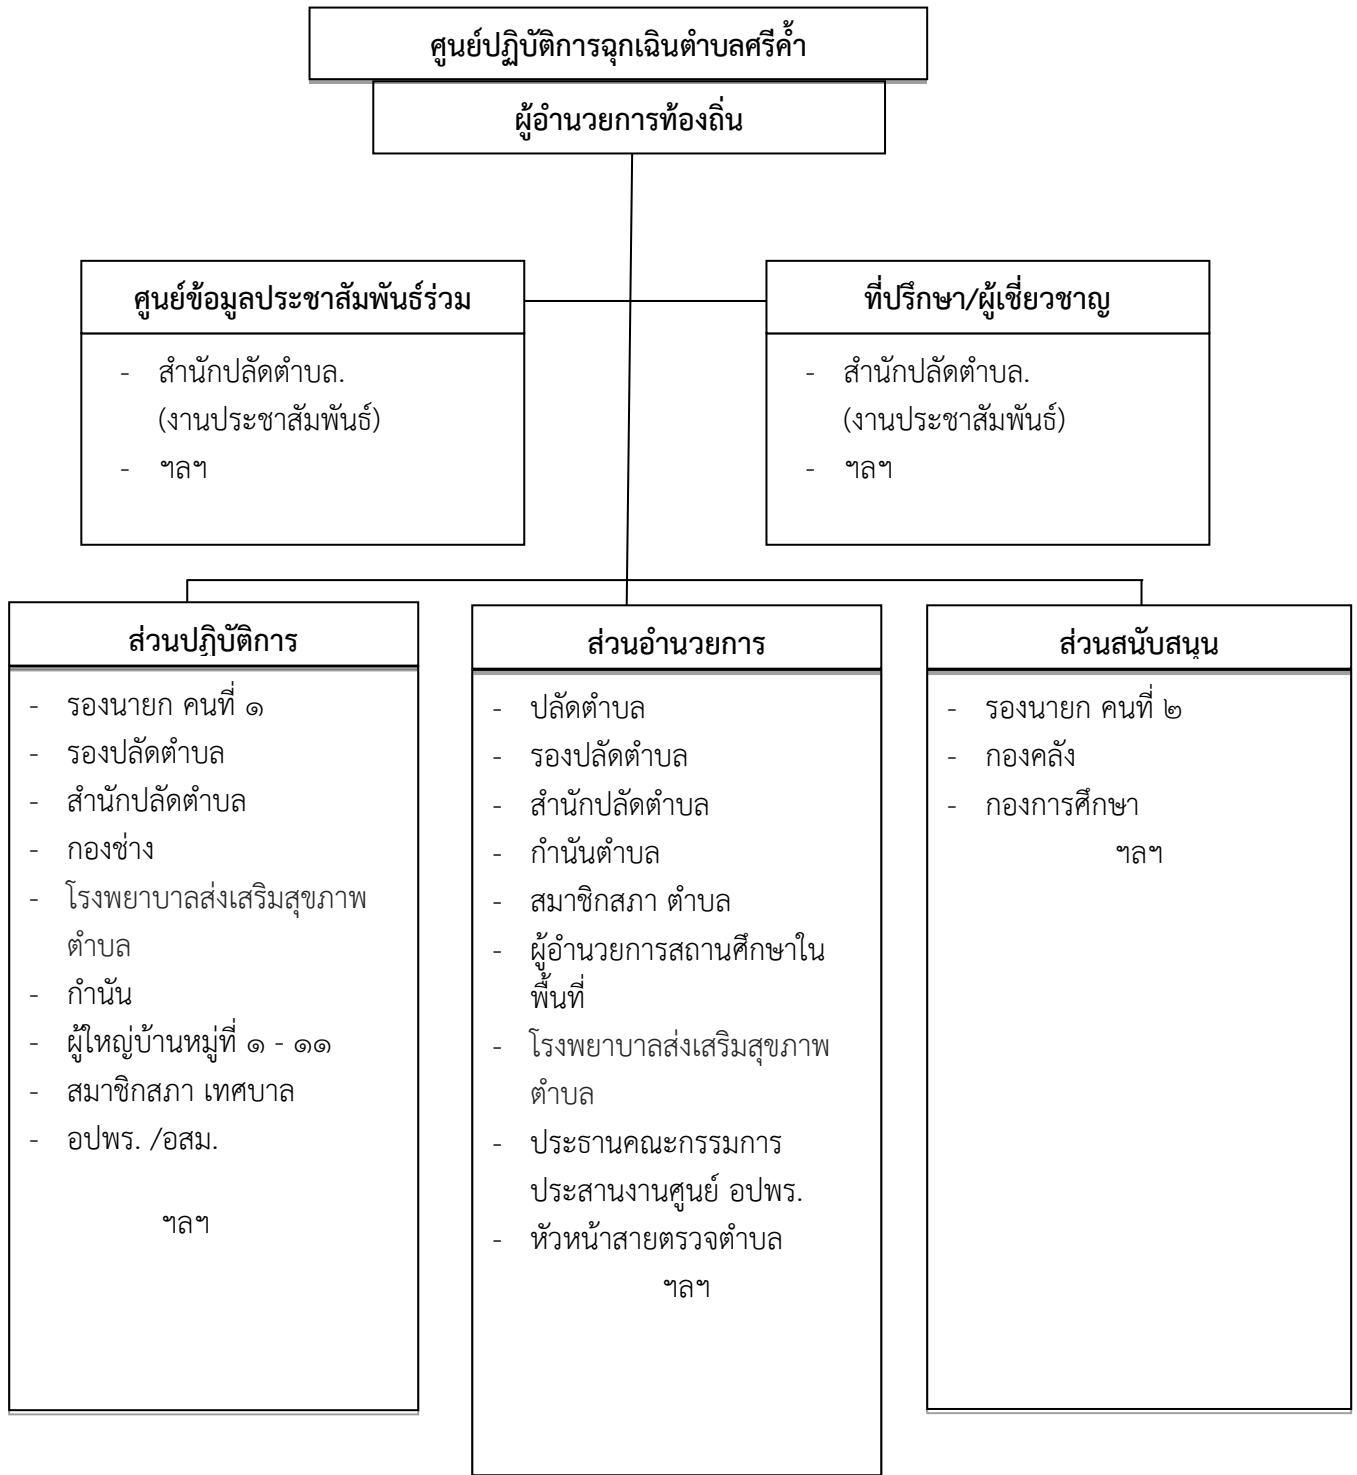 ศูนย์ปฏิบัติการฉุกเฉินตำบลศรีค้ำ
ผู้อำนวยการท้องถิ่น
ศูนย์ข้อมูลประชาสัมพันธ์ร่วม
- สำนักปลัดตำบล.
(งานประชาสัมพันธ์)
- ฯลฯ
ที่ปรึกษา/ผู้เชี่ยวชาญ
- สำนักปลัดตำบล.
(งานประชาสัมพันธ์)
- ฯลฯ
ส่วนปฏิบัติการ
- รองนายก คนที่ ๑
- รองปลัดตำบล
- สำนักปลัดตำบล
- กองช่าง
- โรงพยาบาลส่งเสริมสุขภาพ
ตำบล
- กำนัน
- ผู้ใหญ่บ้านหมู่ที่ ๑ - ๑๑
- สมาชิกสภา เทศบาล
- อปพร. /อสม.
ฯลฯ
ส่วนอำนวยการ
- ปลัดตำบล
- รองปลัดตำบล
- สำนักปลัดตำบล
- กำนันตำบล
- สมาชิกสภา ตำบล
- ผู้อำนวยการสถานศึกษาใน
พื้นที่
- โรงพยาบาลส่งเสริมสุขภาพ
ตำบล
- ประธานคณะกรรมการ
ประสานงานศูนย์ อปพร.
- หัวหน้าสายตรวจตำบล
ฯลฯ
ส่วนสนับสนุน
- รองนายก คนที่ ๒
- กองคลัง
- กองการศึกษา
ฯลฯ